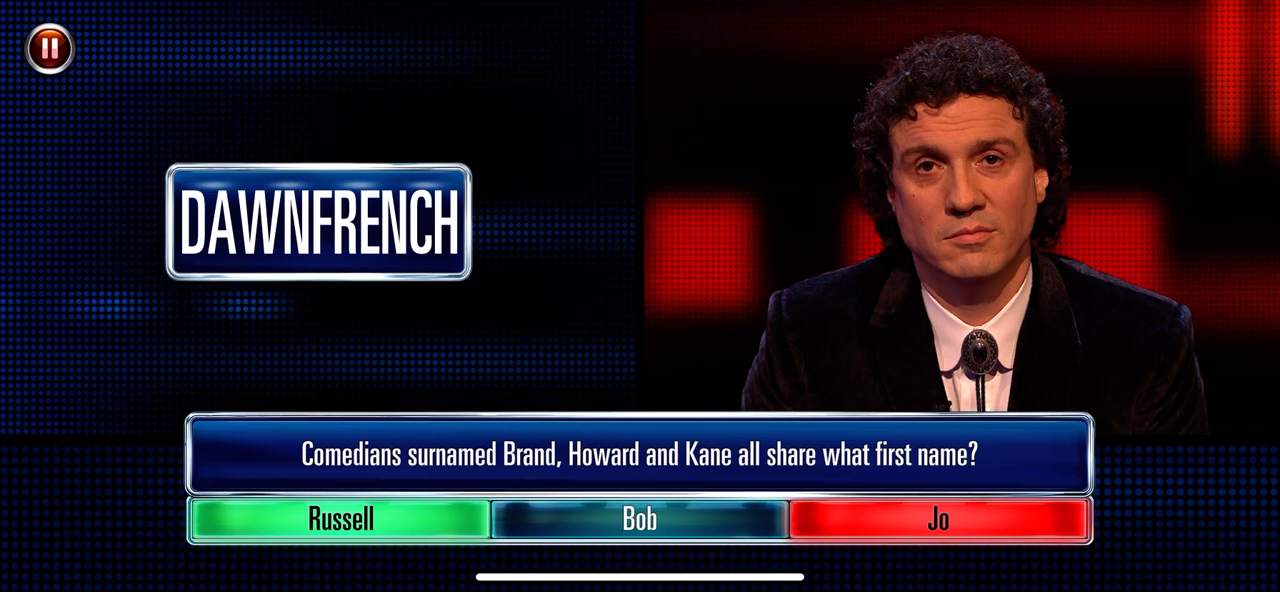 DAWNFRENCH
Comedians surnamed Brand, Howard and Kane all share what first name?
Russell
Bob
Jo